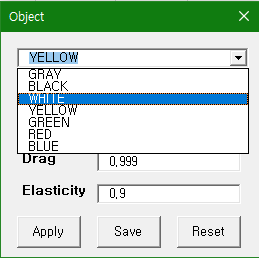 Object
YELLOW
GRAY
BLACK
WHITE
YELLOW
GREEN
RED
BLUE
Drag 0,999
Elasticity 0,9
Apply Save Reset